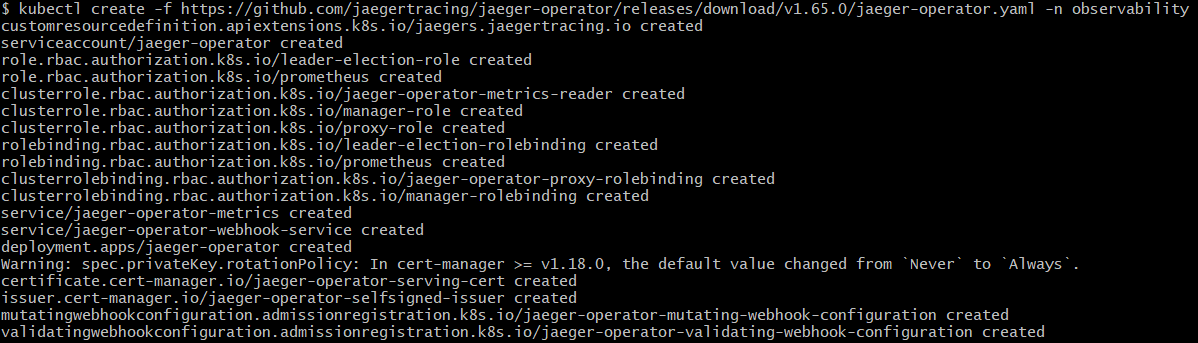 $ kubectl create -f https://github.com/jaegertracing/jaeger-operator/releases/download/v1.65.0/jaeger-operator.yaml -n observability
customresourcedefinition.apiextensions.k8s.io/jaegers.jaegertracing.io created
serviceaccount/jaeger-operator created
role.rbac.authorization.k8s.io/leader-election-role created
role.rbac.authorization.k8s.io/prometheus created
clusterrole.rbac.authorization.k8s.io/jaeger-operator-metrics-reader created
clusterrole.rbac.authorization.k8s.io/manager-role created
clusterrole.rbac.authorization.k8s.io/proxy-role created
rolebinding.rbac.authorization.k8s.io/leader-election-rolebinding created
rolebinding.rbac.authorization.k8s.io/prometheus created
clusterrolebinding.rbac.authorization.k8s.io/jaeger-operator-proxy-rolebinding created
clusterrolebinding.rbac.authorization.k8s.io/manager-rolebinding created
service/jaeger-operator-metrics created
service/jaeger-operator-webhook-service created
deployment.apps/jaeger-operator created
Warning: spec.privateKey.rotationPolicy: In cert-manager >= v1.18.0, the default value changed from `Never` to `Always`.
certificate.cert-manager.io/jaeger-operator-serving-cert created
issuer.cert-manager.io/jaeger-operator-selfsigned-issuer created
mutatingwebhookconfiguration.admissionregistration.k8s.io/jaeger-operator-mutating-webhook-configuration created
validatingwebhookconfiguration.admissionregistration.k8s.io/jaeger-operator-validating-webhook-configuration created